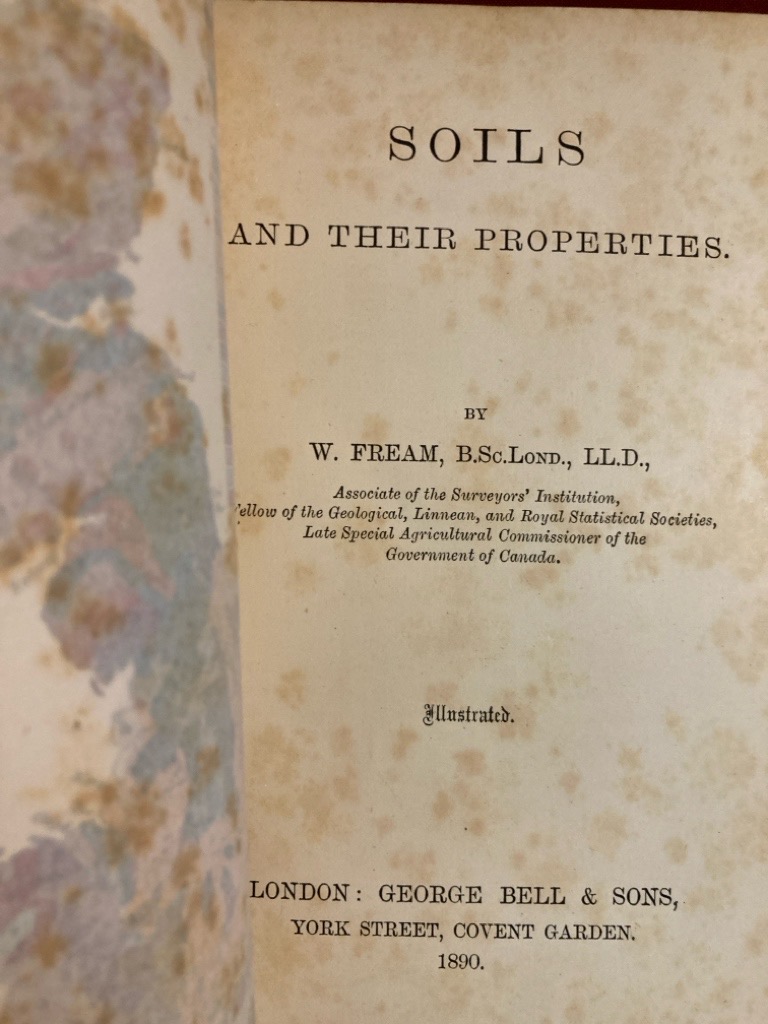 SOILS
AND THEIR PROPERTIES.
BY
W. FREAM, B.Sc.Lond., LL.D.,
Associate of the Surveyors' Institution,
ellow of the Geological, Linnean, and Royal Statistical Societies,
Late Special Agricultural Commissioner of the
Government of Canada.
Illustrated.
LONDON: GEORGE BELL & SONS,
YORK STREET, COVENT GARDEN.
1890.